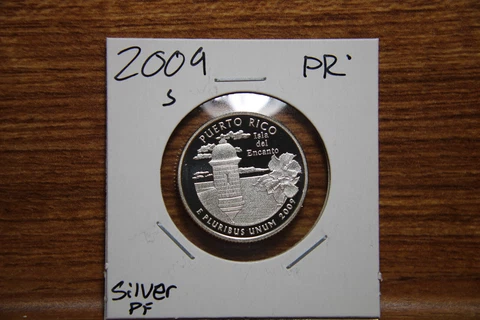 2009 PR
S
PUERTO RICO
Isla
del
Encanto
E PLURIBUS UNUM 2009
Silver
PF